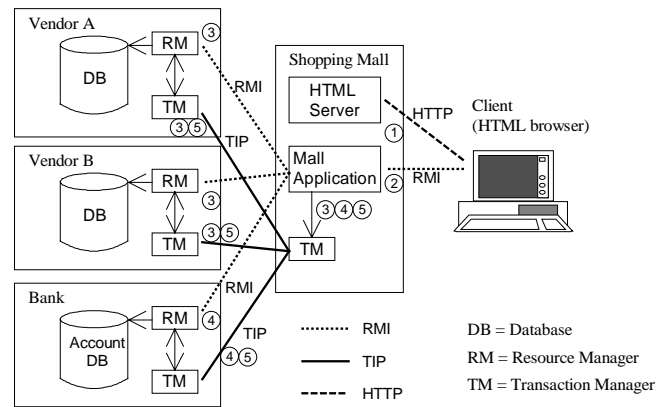 Vendor A
RM
③
DB
TM
③⑤
RMI
TIP
Shopping Mall
HTML
Server
HTTP
①
Client
(HTML browser)
Mall
Application
②
RMI
③④⑤
TM
Vendor B
RM
③
DB
TM
③⑤
RMI
Bank
RM
④
Account
DB
TIP
④⑤
TM
RMI
TIP
HTTP
DB = Database
RM = Resource Manager
TM = Transaction Manager